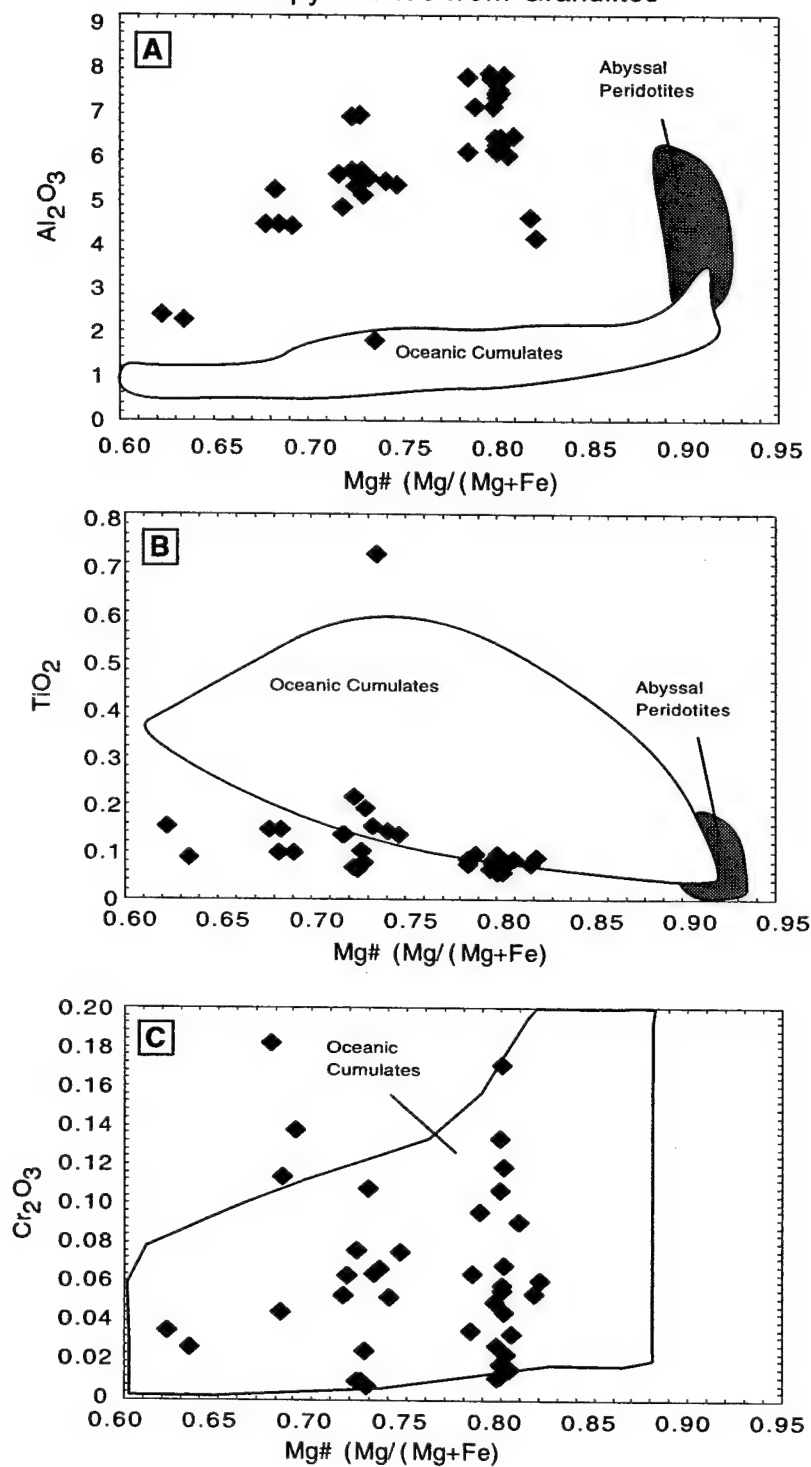 from Granulites
A
9
8
7
6
5
4
3
2
1
0
Al2O3
Abyssal
Peridotites
Oceanic Cumulates
0.60 0.65 0.70 0.75 0.80 0.85 0.90 0.95
Mg# (Mg/(Mg+Fe)
B
0.8
0.7
0.6
0.5
0.4
0.3
0.2
0.1
0
TiO2
Oceanic Cumulates
Abyssal
Peridotites
0.60 0.65 0.70 0.75 0.80 0.85 0.90 0.95
Mg# (Mg/(Mg+Fe)
C
0.20
0.18
0.16
0.14
0.12
0.10
0.08
0.06
0.04
0.02
0
Cr2O3
Oceanic
Cumulates
0.60 0.65 0.70 0.75 0.80 0.85 0.90 0.95
Mg# (Mg/(Mg+Fe)